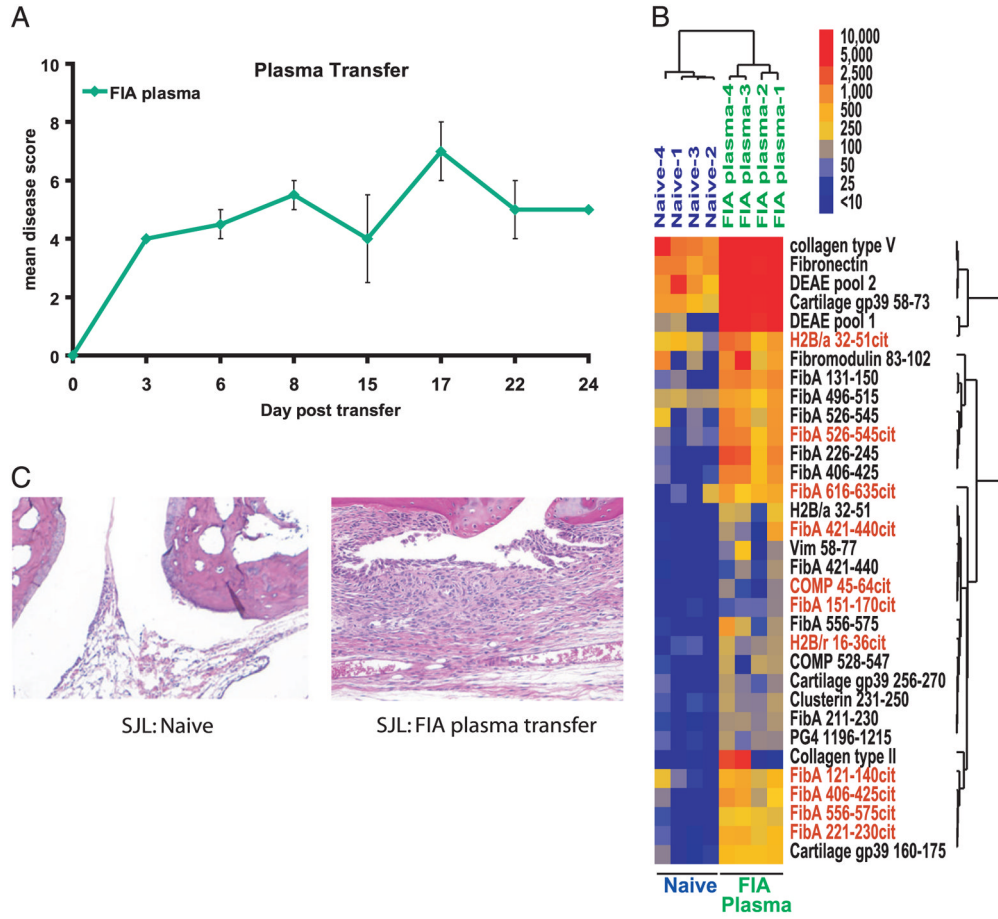 A
Plasma Transfer
FIA plasma
mean disease score
10
8
6
4
2
0
0 3 6 8 15 17 22 24
Day post transfer
B
10,000
5,000
2,500
1,000
500
250
100
50
25
<10
Naive-4
Naive-1
Naive-3
Naive-2
FIA plasma-4
FIA plasma-3
FIA plasma-2
FIA plasma-1
collagen type V
Fibronectin
DEAE pool 2
Cartilage gp39 58-73
DEAE pool 1
H2B/a 32-51cit
Fibromodulin 83-102
FibA 131-150
FibA 496-515
FibA 526-545
FibA 526-545cit
FibA 226-245
FibA 406-425
FibA 616-635cit
H2B/a 32-51
FibA 421-440cit
Vim 58-77
FibA 421-440
COMP 45-64cit
FibA 151-170cit
FibA 556-575
H2B/r 16-36cit
COMP 528-547
Cartilage gp39 256-270
Clusterin 231-250
FibA 211-230
PG4 1196-1215
Collagen type II
FibA 121-140cit
FibA 406-425cit
FibA 556-575cit
FibA 221-230cit
Cartilage gp39 160-175
Naive
FIA
Plasma
C
SJL: Naive
SJL: FIA plasma transfer